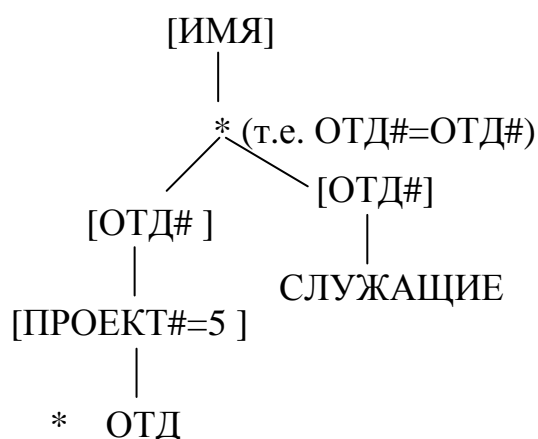 [ИМЯ]
* (т.е. ОТД#=ОТД#)
[ОТД#]
[ОТД# ]
СЛУЖАЩИЕ
[ПРОЕКТ#=5 ]
* ОТД